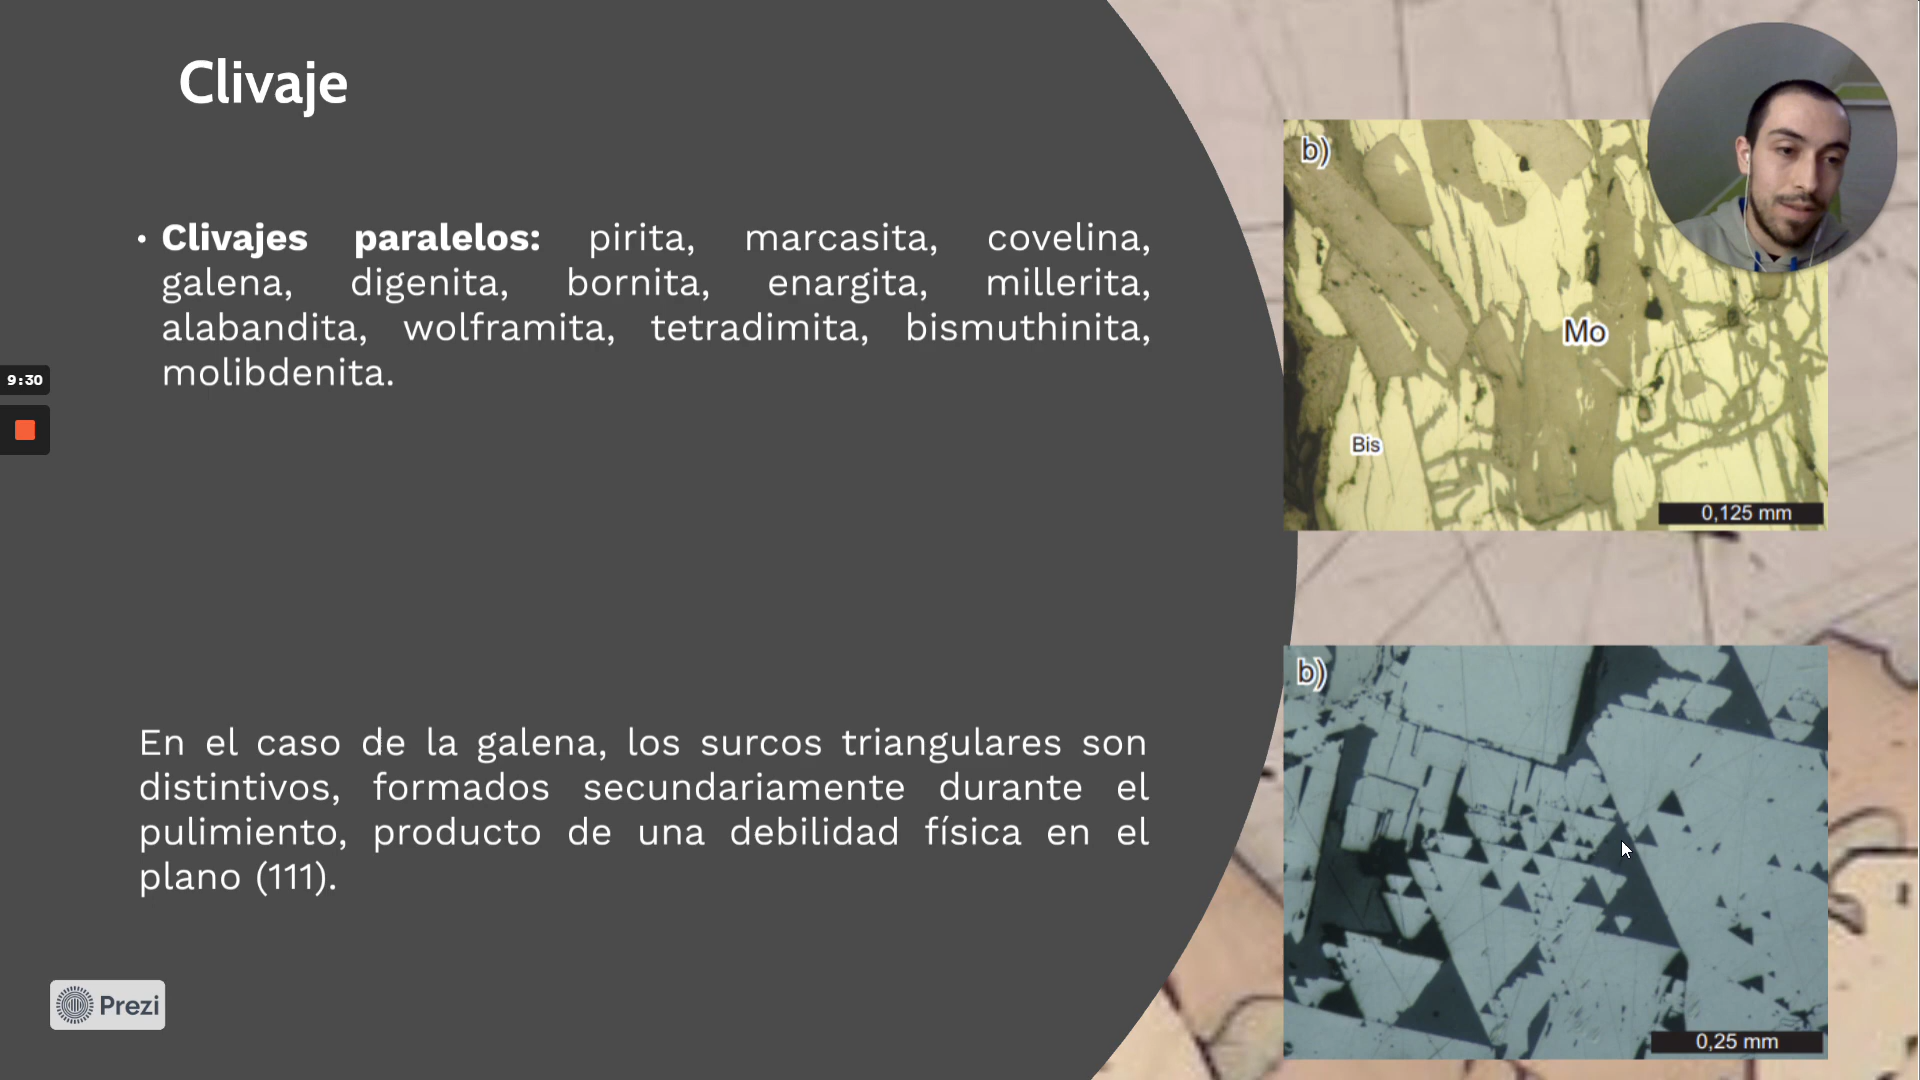 Clivaje
• Clivajes paralelos: pirita, marcasita, covelina,
galena, digenita, bornita, enargita, millerita,
alabandita, wolframita, tetradimita, bismuthinita,
molibdenita.
En el caso de la galena, los surcos triangulares son
distintivos, formados secundariamente durante el
pulimiento, producto de una debilidad física en el
plano (111).
9:30
Prezi
b)
Mo
Bis
0,125 mm
b)
0,25 mm